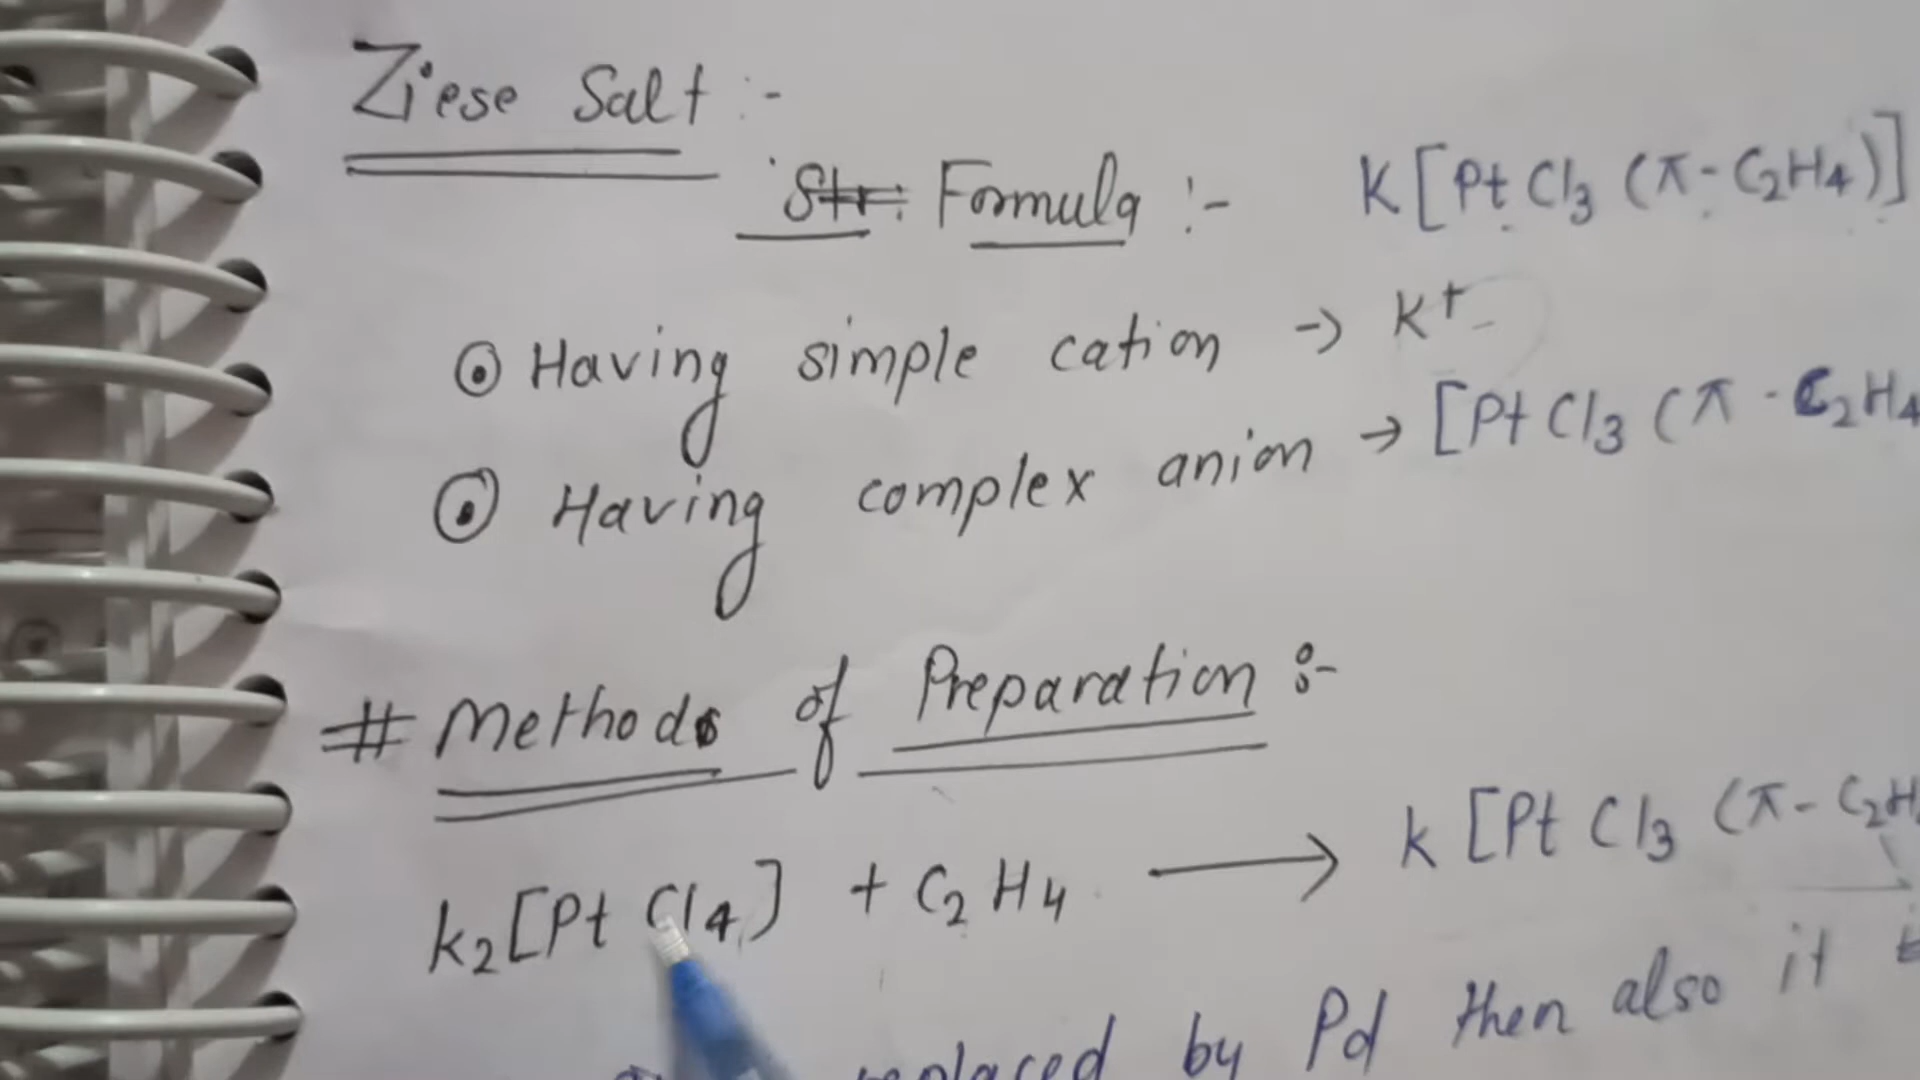 Ziese Salt :-
Str. Formula :- K[PtCl₃(π-C₂H₄)]
⊙ Having simple cation → K⁺
⊙ Having complex anion → [PtCl₃(π-C₂H₄
# Methods of Preparation :-
k₂[PtCl₄] + C₂H₄ → k[PtCl₃(π-C₂H
replaced by Pd then also it